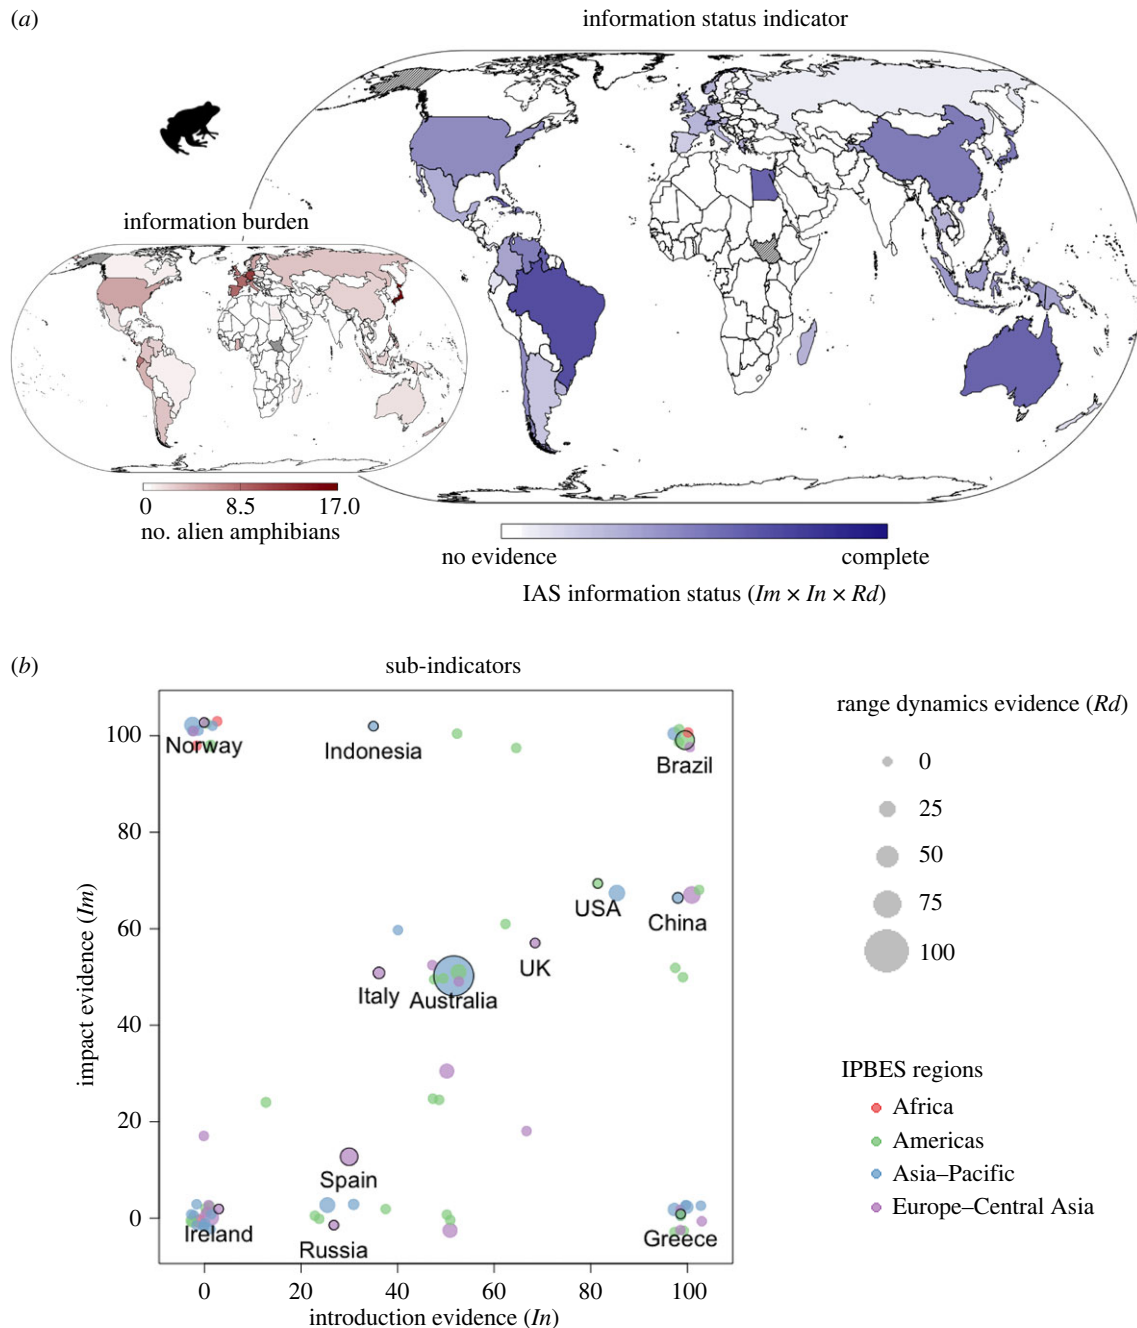 (a)
information status indicator
information burden
0 8.5 17.0
no. alien amphibians
no evidence complete
IAS information status (Im × In × Rd)
(b)
sub-indicators
range dynamics evidence (Rd)
0
25
50
75
100
IPBES regions
Africa
Americas
Asia–Pacific
Europe–Central Asia
impact evidence (Im)
100
80
60
40
20
0
Norway
Indonesia
Brazil
USA
China
UK
Italy
Australia
Spain
Ireland
Russia
Greece
0 20 40 60 80 100
introduction evidence (In)